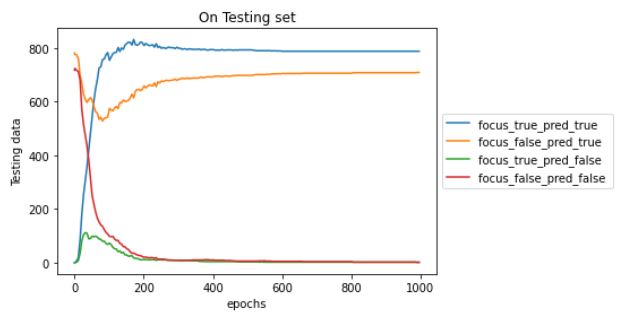 On Testing set
Testing data
800
600
400
200
0
0 200 400 600 800 1000
epochs
focus_true_pred_true
focus_false_pred_true
focus_true_pred_false
focus_false_pred_false